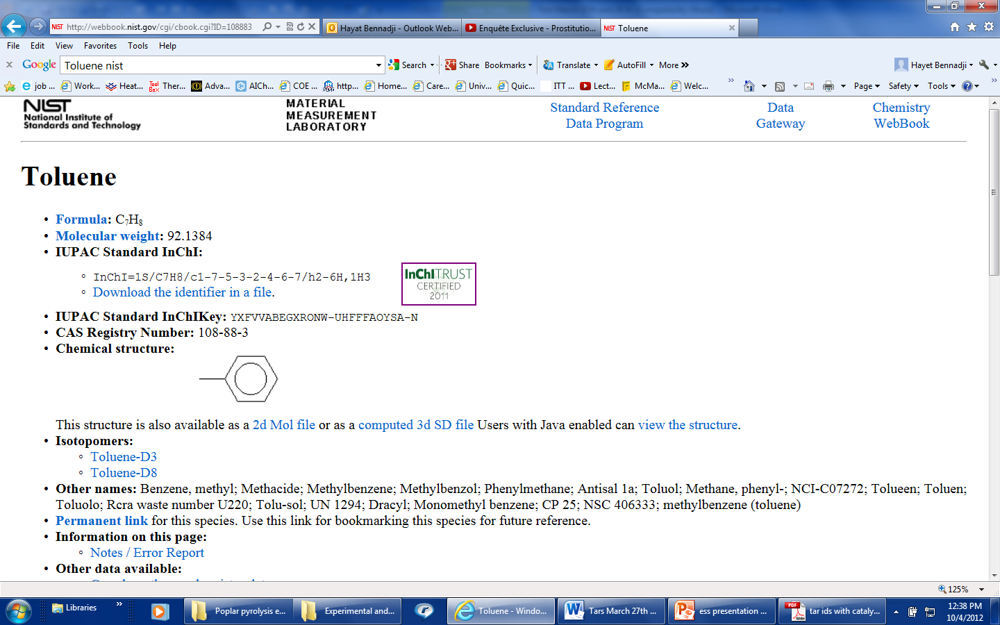 http://webbook.nist.gov/cgi/cbook.cgi?ID=108883
Hayat Bennadji - Outlook Web...
Enquête Exclusive - Prostitutio...
NIST Toluene
File Edit View Favorites Tools Help
x Google Toluene nist Search Share Bookmarks Translate AutoFill More » Hayet Bennadji
job ... Work... Heat... Ther... Adva... AICh... COE ... http... Home... Care... Univ... Quic... ITT ... Lect... McMa... Welc... » Page Safety Tools »
NIST
National Institute of
Standards and Technology
MATERIAL
MEASUREMENT
LABORATORY
Standard Reference
Data Program
Data
Gateway
Chemistry
WebBook
Toluene
• Formula: C7H8
• Molecular weight: 92.1384
• IUPAC Standard InChI:
◦ InChI=1S/C7H8/c1-7-5-3-2-4-6-7/h2-6H,1H3
◦ Download the identifier in a file.
InChITRUST
CERTIFIED
2011
• IUPAC Standard InChIKey: YXFVVABEGXRONW-UHFFFAOYSA-N
• CAS Registry Number: 108-88-3
• Chemical structure:
This structure is also available as a 2d Mol file or as a computed 3d SD file Users with Java enabled can view the structure.
• Isotopomers:
◦ Toluene-D3
◦ Toluene-D8
• Other names: Benzene, methyl; Methacide; Methylbenzene; Methylbenzol; Phenylmethane; Antisal 1a; Toluol; Methane, phenyl-; NCI-C07272; Tolueen; Toluen;
Toluolo; Rcra waste number U220; Tolu-sol; UN 1294; Dracyl; Monomethyl benzene; CP 25; NSC 406333; methylbenzene (toluene)
• Permanent link for this species. Use this link for bookmarking this species for future reference.
• Information on this page:
◦ Notes / Error Report
• Other data available:
125%
Libraries » Poplar pyrolysis e... Experimental and... Toluene - Windo... Tars March 27th ... ess presentation ... tar ids with cataly...
12:38 PM
10/4/2012